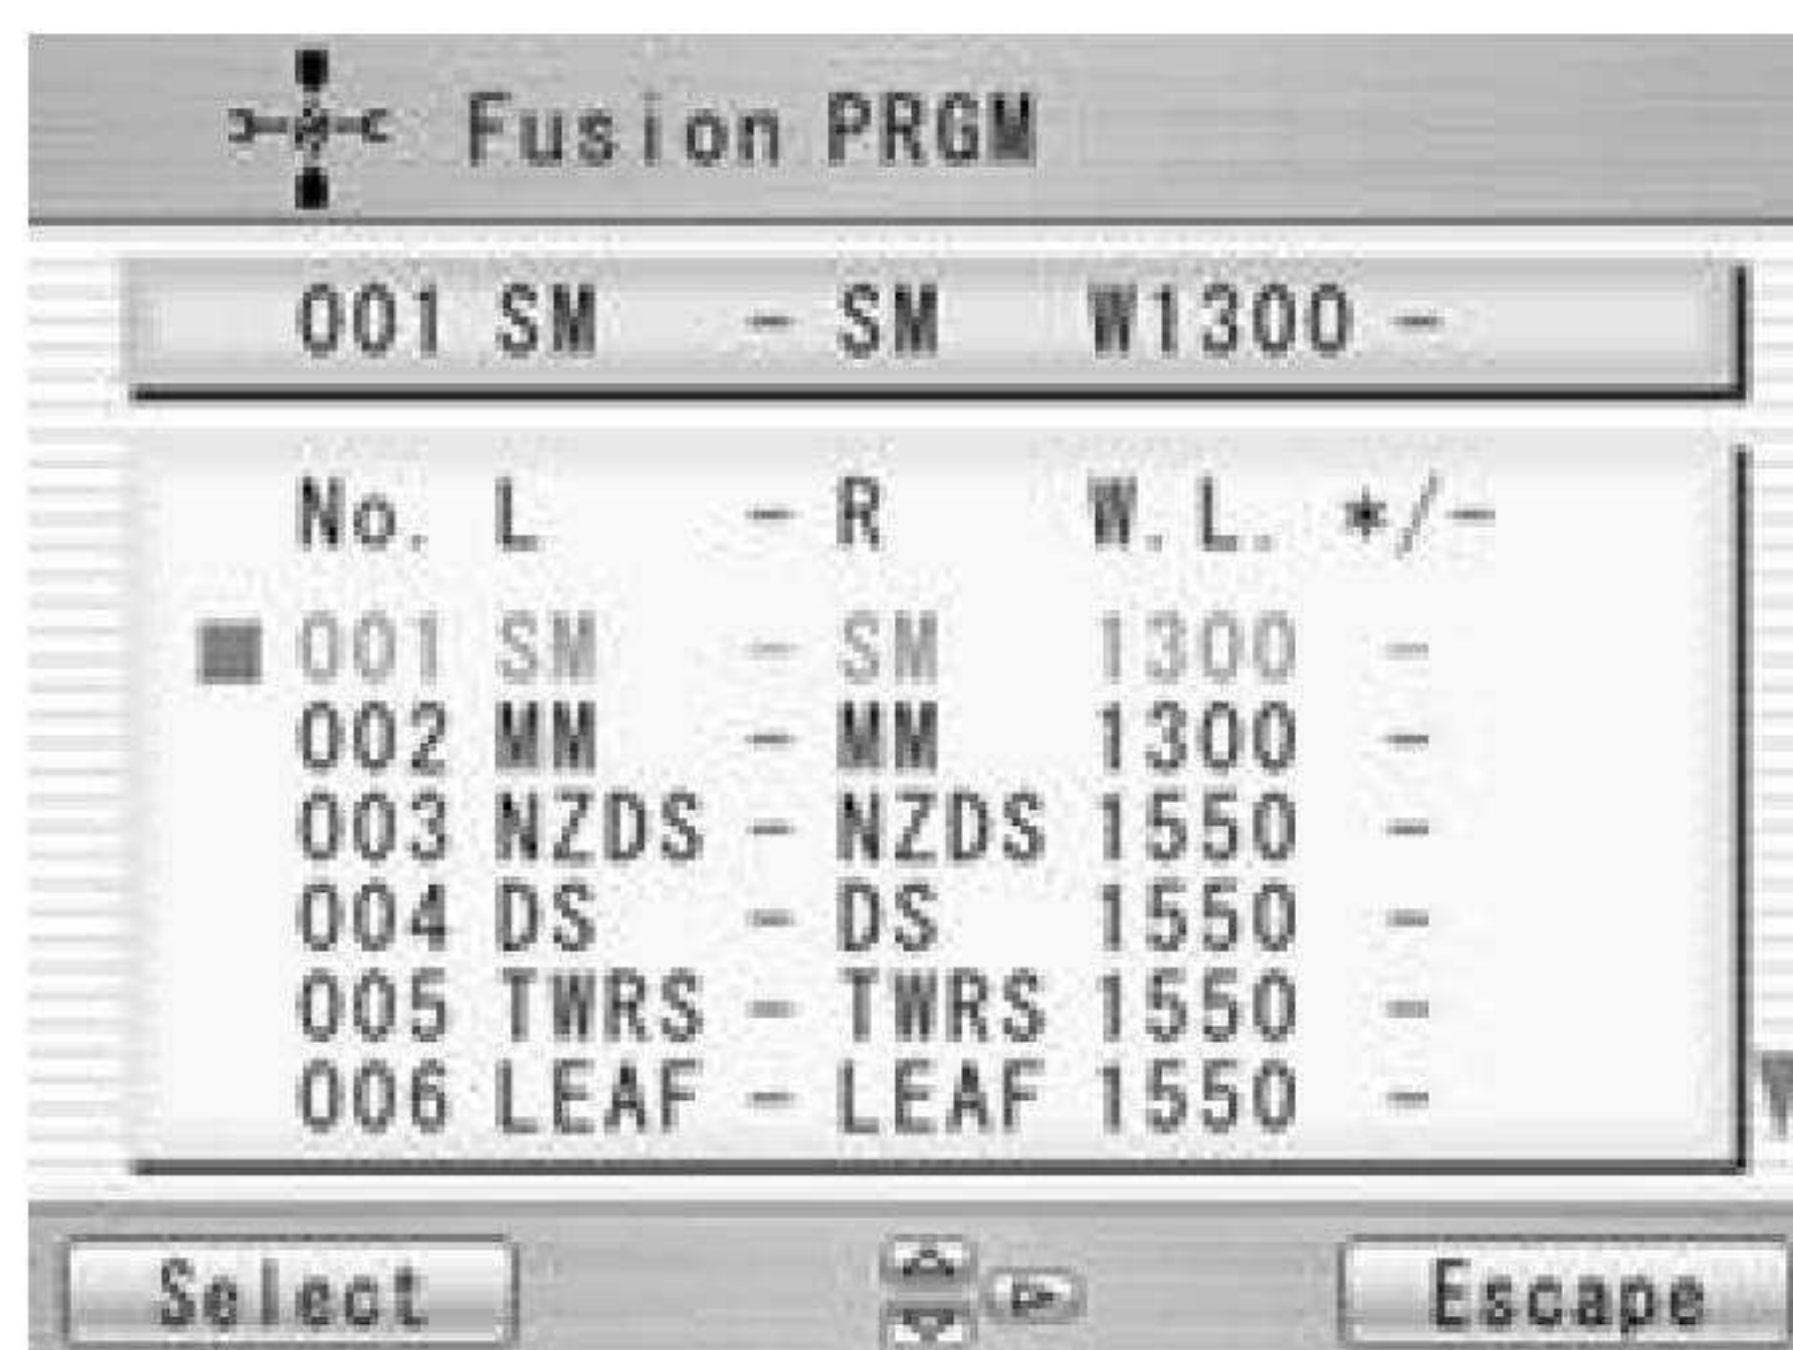 Fusion PRGM
001 SM - SM W1300 -
No. L - R W.L. */-
001 SM - SM 1300 -
002 MM - MM 1300 -
003 NZDS - NZDS 1550 -
004 DS - DS 1550 -
005 TWRS - TWRS 1550 -
006 LEAF - LEAF 1550 -
Select Escape